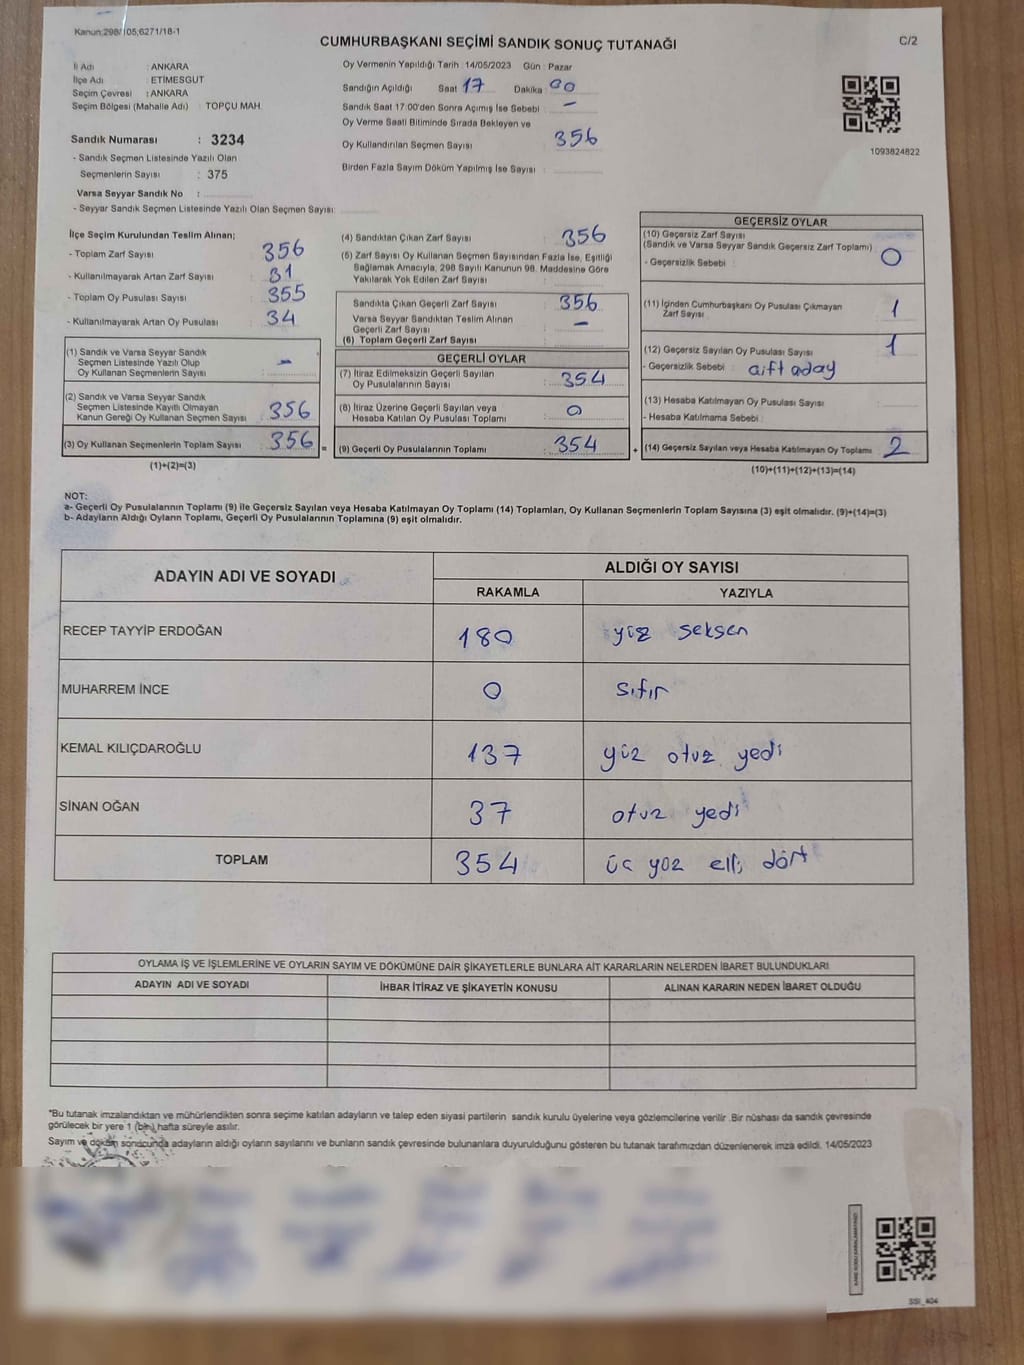 Kanun:298/105;6271/18-1
CUMHURBAŞKANI SEÇİMİ SANDIK SONUÇ TUTANAĞI
C/2
İl Adı : ANKARA
İlçe Adı : ETİMESGUT
Seçim Çevresi : ANKARA
Seçim Bölgesi (Mahalle Adı) : TOPÇU MAH.
Sandık Numarası : 3234
- Sandık Seçmen Listesinde Yazılı Olan
Seçmenlerin Sayısı : 375
Varsa Seyyar Sandık No :
- Seyyar Sandık Seçmen Listesinde Yazılı Olan Seçmen Sayısı:
Oy Vermenin Yapıldığı Tarih : 14/05/2023 Gün : Pazar
Sandığın Açıldığı Saat 17 Dakika 00
Sandık Saat 17:00'den Sonra Açımış İse Sebebi : -
Oy Verme Saati Bitiminde Sırada Bekleyen ve
Oy Kullandırılan Seçmen Sayısı : 356
Birden Fazla Sayım Döküm Yapılmış İse Sayısı :
1093824822
İlçe Seçim Kurulundan Teslim Alınan;
- Toplam Zarf Sayısı : 356
- Kullanılmayarak Artan Zarf Sayısı : 31
- Toplam Oy Pusulası Sayısı : 355
- Kullanılmayarak Artan Oy Pusulası : 34
(1) Sandık ve Varsa Seyyar Sandık
Seçmen Listesinde Yazılı Olup
Oy Kullanan Seçmenlerin Sayısı : -
(2) Sandık ve Varsa Seyyar Sandık
Seçmen Listesinde Kayıtlı Olmayan
Kanun Gereği Oy Kullanan Seçmen Sayısı : 356
(3) Oy Kullanan Seçmenlerin Toplam Sayısı : 356 =
(1)+(2)=(3)
(4) Sandıktan Çıkan Zarf Sayısı : 356
(5) Zarf Sayısı Oy Kullanan Seçmen Sayısından Fazla İse, Eşitliği
Sağlamak Amacıyla, 298 Sayılı Kanunun 98. Maddesine Göre
Yakılarak Yok Edilen Zarf Sayısı :
Sandıkta Çıkan Geçerli Zarf Sayısı : 356
Varsa Seyyar Sandıktan Teslim Alınan
Geçerli Zarf Sayısı : -
(6) Toplam Geçerli Zarf Sayısı :
GEÇERLİ OYLAR
(7) İtiraz Edilmeksizin Geçerli Sayılan
Oy Pusulalarının Sayısı : 354
(8) İtiraz Üzerine Geçerli Sayılan veya
Hesaba Katılan Oy Pusulası Toplamı : 0
(9) Geçerli Oy Pusulalarının Toplamı : 354 +
GEÇERSİZ OYLAR
(10) Geçersiz Zarf Sayısı :
(Sandık ve Varsa Seyyar Sandık Geçersiz Zarf Toplamı)
- Geçersizlik Sebebi : 0
(11) İçinden Cumhurbaşkanı Oy Pusulası Çıkmayan
Zarf Sayısı : 1
(12) Geçersiz Sayılan Oy Pusulası Sayısı : 1
- Geçersizlik Sebebi : çift aday
(13) Hesaba Katılmayan Oy Pusulası Sayısı :
- Hesaba Katılmama Sebebi :
(14) Geçersiz Sayılan veya Hesaba Katılmayan Oy Toplamı : 2
(10)+(11)+(12)+(13)=(14)
NOT:
a- Geçerli Oy Pusulalarının Toplamı (9) ile Geçersiz Sayılan veya Hesaba Katılmayan Oy Toplamı (14) Toplamları, Oy Kullanan Seçmenlerin Toplam Sayısına (3) eşit olmalıdır. (9)+(14)=(3)
b- Adayların Aldığı Oyların Toplamı, Geçerli Oy Pusulalarının Toplamına (9) eşit olmalıdır.
ADAYIN ADI VE SOYADI
ALDIĞI OY SAYISI
RAKAMLA YAZIYLA
RECEP TAYYİP ERDOĞAN 180 yüz seksen
MUHARREM İNCE 0 sıfır
KEMAL KILIÇDAROĞLU 137 yüz otuz yedi
SİNAN OĞAN 37 otuz yedi
TOPLAM 354 üç yüz elli dört
OYLAMA İŞ VE İŞLEMLERİNE VE OYLARIN SAYIM VE DÖKÜMÜNE DAİR ŞİKAYETLERLE BUNLARA AİT KARARLARIN NELERDEN İBARET BULUNDUKLARI
ADAYIN ADI VE SOYADI İHBAR İTİRAZ VE ŞİKAYETİN KONUSU ALINAN KARARIN NEDEN İBARET OLDUĞU
*Bu tutanak imzalandıktan ve mühürlendikten sonra seçime katılan adayların ve talep eden siyasi partilerin sandık kurulu üyelerine veya gözlemcilerine verilir .Bir nüshası da sandık çevresinde
görülecek bir yere 1 (bir) hafta süreyle asılır.
Sayım ve döküm sonucunda adayların aldığı oyların sayılarını ve bunların sandık çevresinde bulunanlara duyurulduğunu gösteren bu tutanak tarafımızdan düzenlenerek imza edildi. 14/05/2023
SSI_404